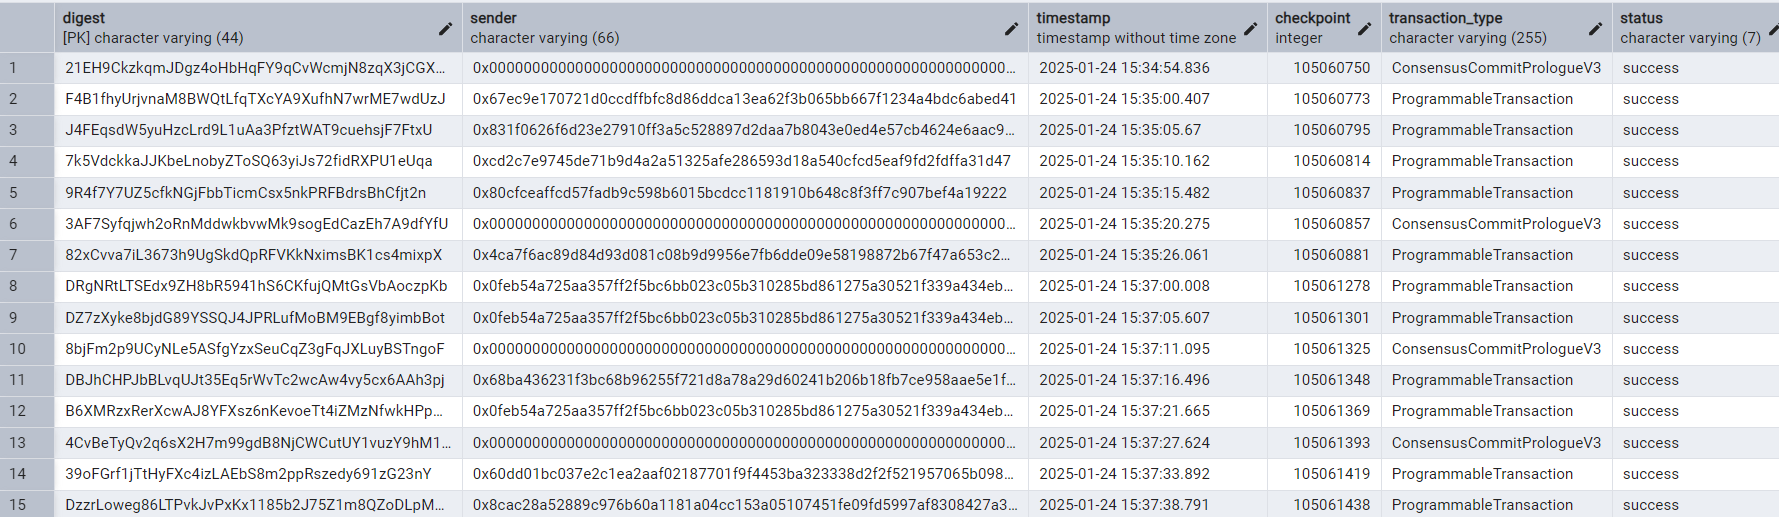 digest sender timestamp checkpoint transaction_type status
[PK] character varying (44) character varying (66) timestamp without time zone integer character varying (255) character varying (7)
1 21EH9CkzkqmJDgz4oHbHqFY9qCvWcmjN8zqX3jCGX... 0x0000000000000000000000000000000000000000000000000000000000... 2025-01-24 15:34:54.836 105060750 ConsensusCommitPrologueV3 success
2 F4B1fhyUrjvnaM8BWQtLfqTXcYA9XufhN7wrME7wdUzJ 0x67ec9e170721d0ccdffbfc8d86ddca13ea62f3b065bb667f1234a4bdc6abed41 2025-01-24 15:35:00.407 105060773 ProgrammableTransaction success
3 J4FEqsdW5yuHzcLrd9L1uAa3PfztWAT9cuehsjF7FtxU 0x831f0626f6d23e27910ff3a5c528897d2daa7b8043e0ed4e57cb4624e6aac9... 2025-01-24 15:35:05.67 105060795 ProgrammableTransaction success
4 7k5VdckkaJJKbeLnobyZToSQ63yiJs72fidRXPU1eUqa 0xcd2c7e9745de71b9d4a2a51325afe286593d18a540cfcd5eaf9fd2fdffa31d47 2025-01-24 15:35:10.162 105060814 ProgrammableTransaction success
5 9R4f7Y7UZ5cfkNGjFbbTicmCsx5nkPRFBdrsBhCfjt2n 0x80cfceaffcd57fadb9c598b6015bcdcc1181910b648c8f3ff7c907bef4a19222 2025-01-24 15:35:15.482 105060837 ProgrammableTransaction success
6 3AF7Syfqjwh2oRnMddwkbvwMk9sogEdCazEh7A9dfYfU 0x0000000000000000000000000000000000000000000000000000000000... 2025-01-24 15:35:20.275 105060857 ConsensusCommitPrologueV3 success
7 82xCvva7iL3673h9UgSkdQpRFVKkNximsBK1cs4mixpX 0x4ca7f6ac89d84d93d081c08b9d9956e7fb6dde09e58198872b67f47a653c2... 2025-01-24 15:35:26.061 105060881 ProgrammableTransaction success
8 DRgNRtLTSEdx9ZH8bR5941hS6CKfujQMtGsVbAoczpKb 0x0feb54a725aa357ff2f5bc6bb023c05b310285bd861275a30521f339a434eb... 2025-01-24 15:37:00.008 105061278 ProgrammableTransaction success
9 DZ7zXyke8bjdG89YSSQJ4JPRLufMoBM9EBgf8yimbBot 0x0feb54a725aa357ff2f5bc6bb023c05b310285bd861275a30521f339a434eb... 2025-01-24 15:37:05.607 105061301 ProgrammableTransaction success
10 8bjFm2p9UCyNLe5ASfgYzxSeuCqZ3gFqJXLuyBSTngoF 0x0000000000000000000000000000000000000000000000000000000000... 2025-01-24 15:37:11.095 105061325 ConsensusCommitPrologueV3 success
11 DBJhCHPJbBLvqUJt35Eq5rWvTc2wcAw4vy5cx6AAh3pj 0x68ba436231f3bc68b96255f721d8a78a29d60241b206b18fb7ce958aae5e1f... 2025-01-24 15:37:16.496 105061348 ProgrammableTransaction success
12 B6XMRzxRerXcwAJ8YFXsz6nKevoeTt4iZMzNfwkHPp... 0x0feb54a725aa357ff2f5bc6bb023c05b310285bd861275a30521f339a434eb... 2025-01-24 15:37:21.665 105061369 ProgrammableTransaction success
13 4CvBeTyQv2q6sX2H7m99gdB8NjCWCutUY1vuzY9hM1... 0x0000000000000000000000000000000000000000000000000000000000... 2025-01-24 15:37:27.624 105061393 ConsensusCommitPrologueV3 success
14 39oFGrf1jTtHyFXc4izLAEbS8m2ppRszedy691zG23nY 0x60dd01bc037e2c1ea2aaf02187701f9f4453ba323338d2f2f521957065b098... 2025-01-24 15:37:33.892 105061419 ProgrammableTransaction success
15 DzzrLoweg86LTPvkJvPxKx1185b2J75Z1m8QZoDLpM... 0x8cac28a52889c976b60a1181a04cc153a05107451fe09fd5997af8308427a3... 2025-01-24 15:37:38.791 105061438 ProgrammableTransaction success